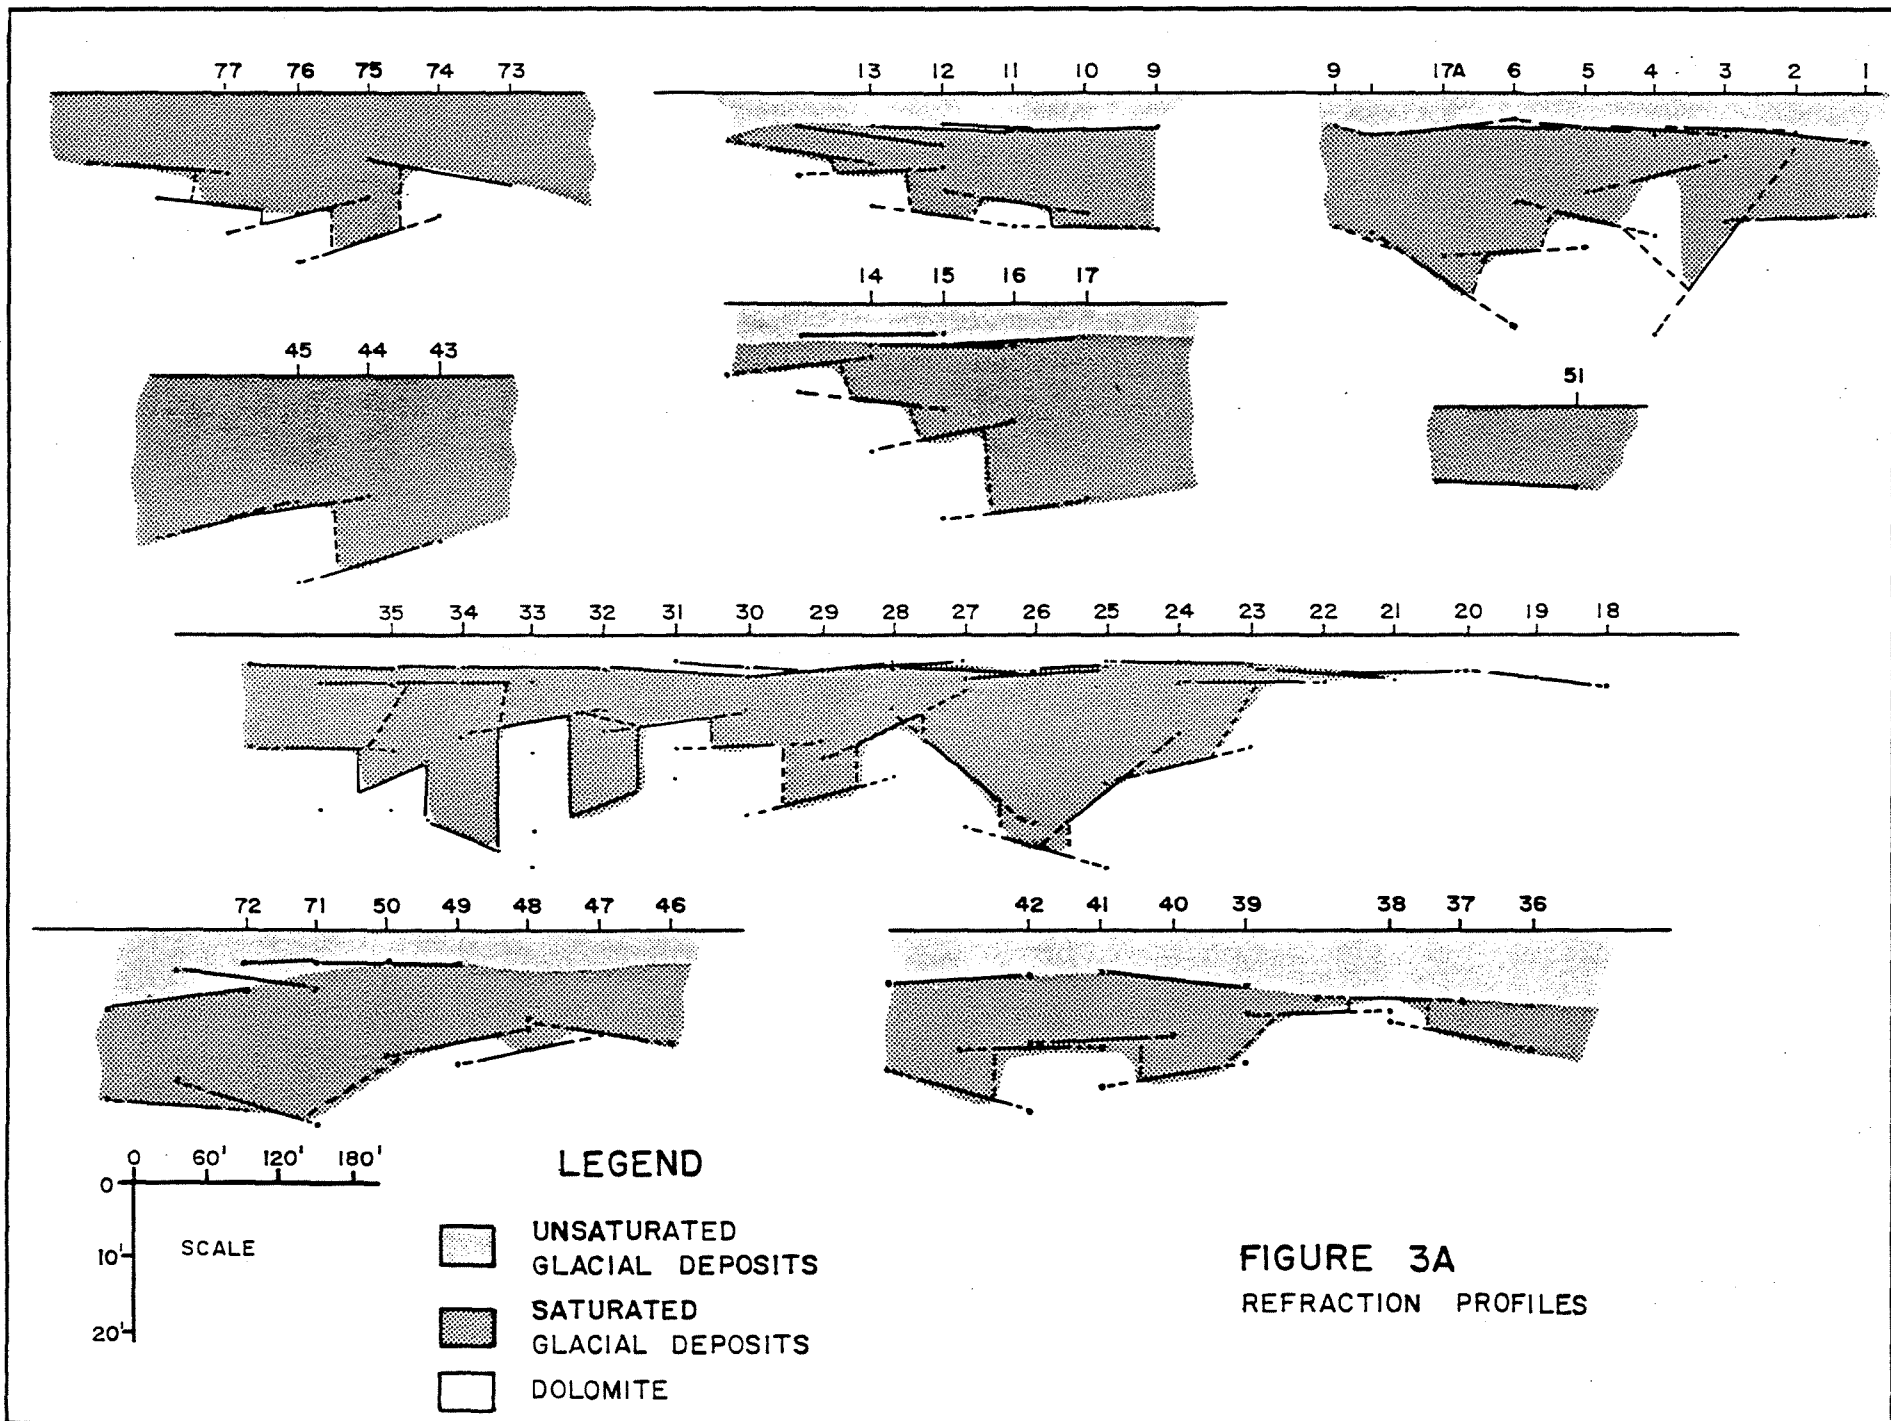 77 76 75 74 73
13 12 11 10 9
9 17A 6 5 4 3 2 1
14 15 16 17
45 44 43
51
35 34 33 32 31 30 29 28 27 26 25 24 23 22 21 20 19 18
72 71 50 49 48 47 46
42 41 40 39 38 37 36
0 60' 120' 180'
0
10'
20'
SCALE
LEGEND
UNSATURATED
GLACIAL DEPOSITS
SATURATED
GLACIAL DEPOSITS
DOLOMITE
FIGURE 3A
REFRACTION PROFILES